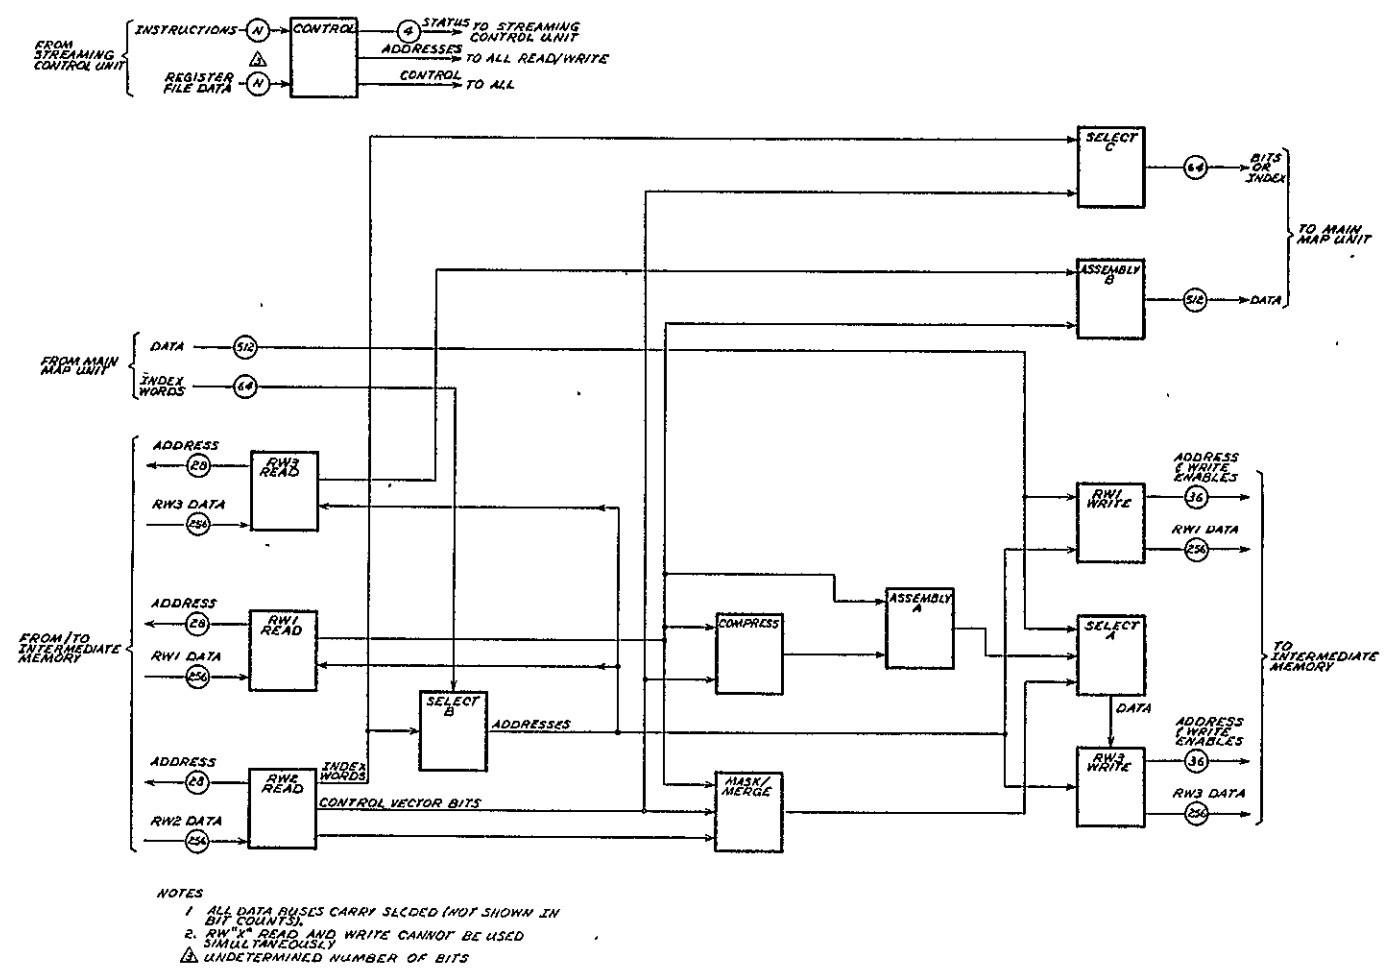 FROM
STREAMING
CONTROL UNIT
INSTRUCTIONS
N
3
REGISTER
FILE DATA
N
CONTROL
4
STATUS
TO STREAMING
CONTROL UNIT
ADDRESSES
TO ALL READ/WRITE
CONTROL
TO ALL
SELECT
C
64
BITS
OR
INDEX
TO MAIN
MAP UNIT
ASSEMBLY
B
512
DATA
FROM MAIN
MAP UNIT
DATA
512
INDEX
WORDS
64
ADDRESS
28
RW3
READ
RW3 DATA
256
ADDRESS
& WRITE
ENABLES
RW1
WRITE
36
RW1 DATA
256
FROM/TO
INTERMEDIATE
MEMORY
ADDRESS
28
RW1
READ
RW1 DATA
256
COMPRESS
ASSEMBLY
A
SELECT
A
TO
INTERMEDIATE
MEMORY
SELECT
B
ADDRESSES
DATA
ADDRESS
& WRITE
ENABLES
RW3
WRITE
36
RW3 DATA
256
ADDRESS
28
RW2
READ
INDEX
WORDS
CONTROL VECTOR BITS
RW2 DATA
256
MASK/
MERGE
NOTES
1 ALL DATA BUSES CARRY SECDED (NOT SHOWN IN
BIT COUNTS).
2. RW"X" READ AND WRITE CANNOT BE USED
SIMULTANEOUSLY
3 UNDETERMINED NUMBER OF BITS